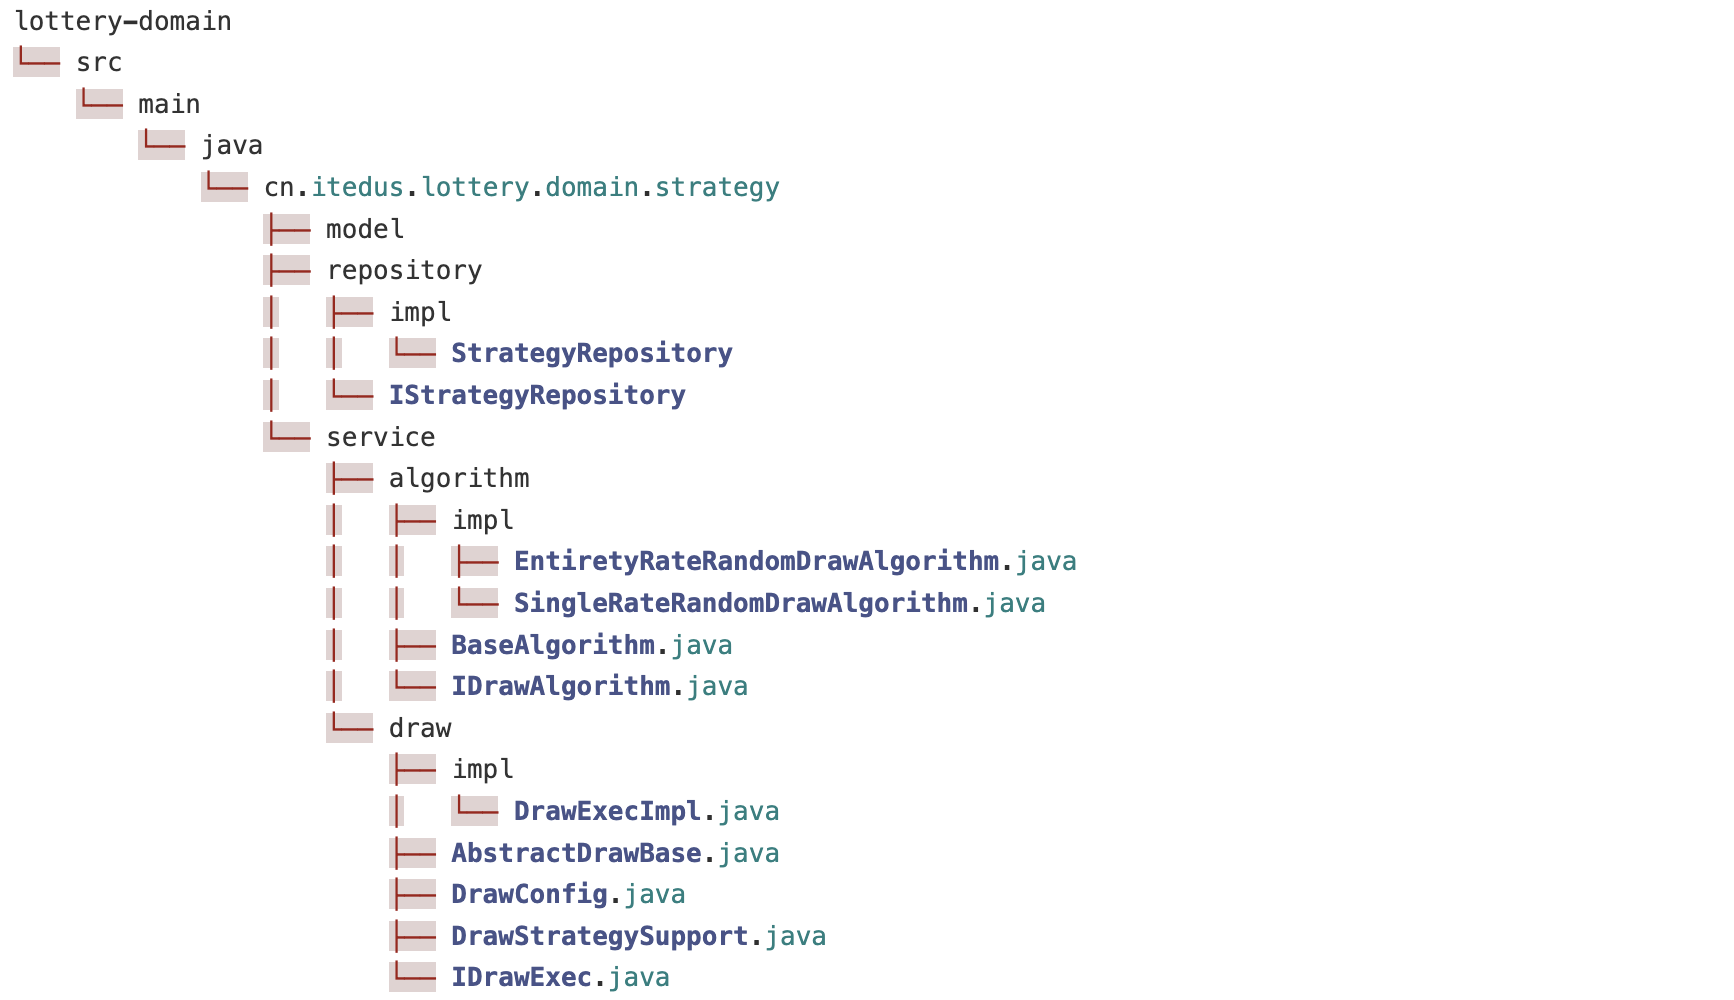 lottery-domain
└── src
    └── main
        └── java
            └── cn.itedus.lottery.domain.strategy
                ├── model
                ├── repository
                │   ├── impl
                │   │   └── StrategyRepository
                │   └── IStrategyRepository
                └── service
                    ├── algorithm
                    │   ├── impl
                    │   │   ├── EntiretyRateRandomDrawAlgorithm.java
                    │   │   └── SingleRateRandomDrawAlgorithm.java
                    │   ├── BaseAlgorithm.java
                    │   └── IDrawAlgorithm.java
                    └── draw
                        ├── impl
                        │   └── DrawExecImpl.java
                        ├── AbstractDrawBase.java
                        ├── DrawConfig.java
                        ├── DrawStrategySupport.java
                        └── IDrawExec.java